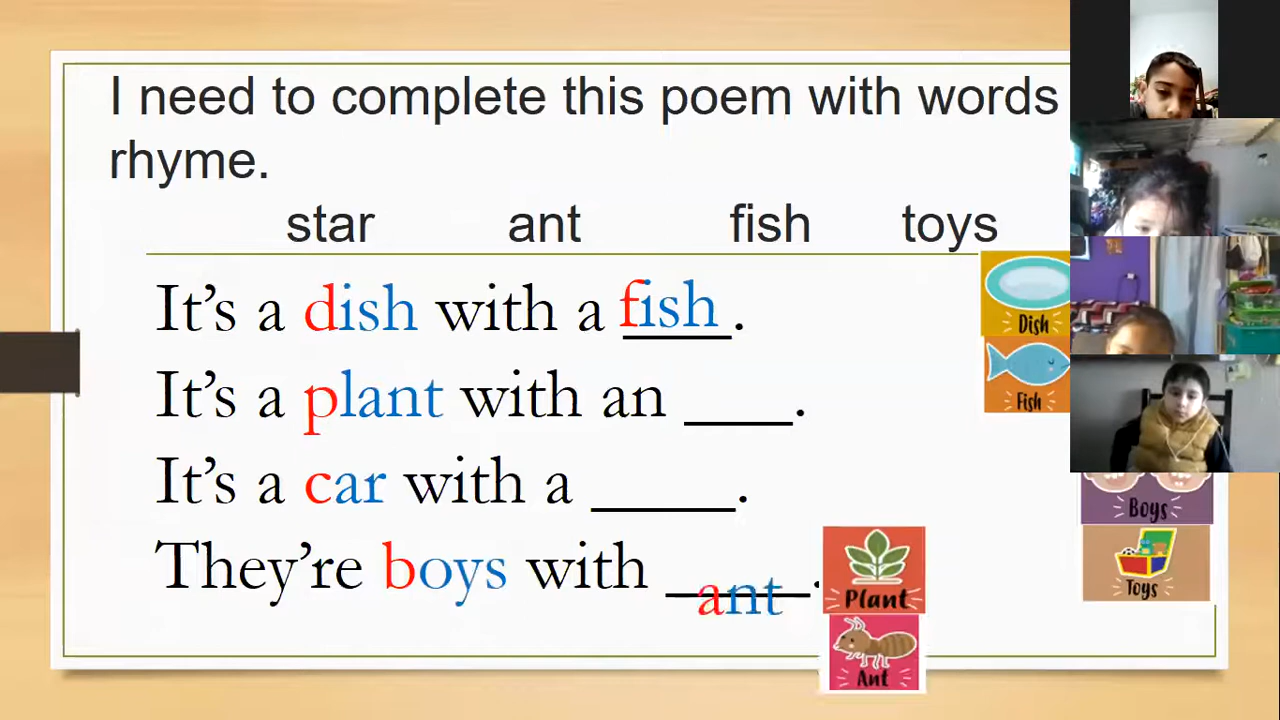 I need to complete this poem with words
rhyme.
star ant fish toys
It's a dish with a fish.
It's a plant with an ____.
It's a car with a _____.
They're boys with _____.
ant
Dish
Fish
Boys
Toys
Plant
Ant